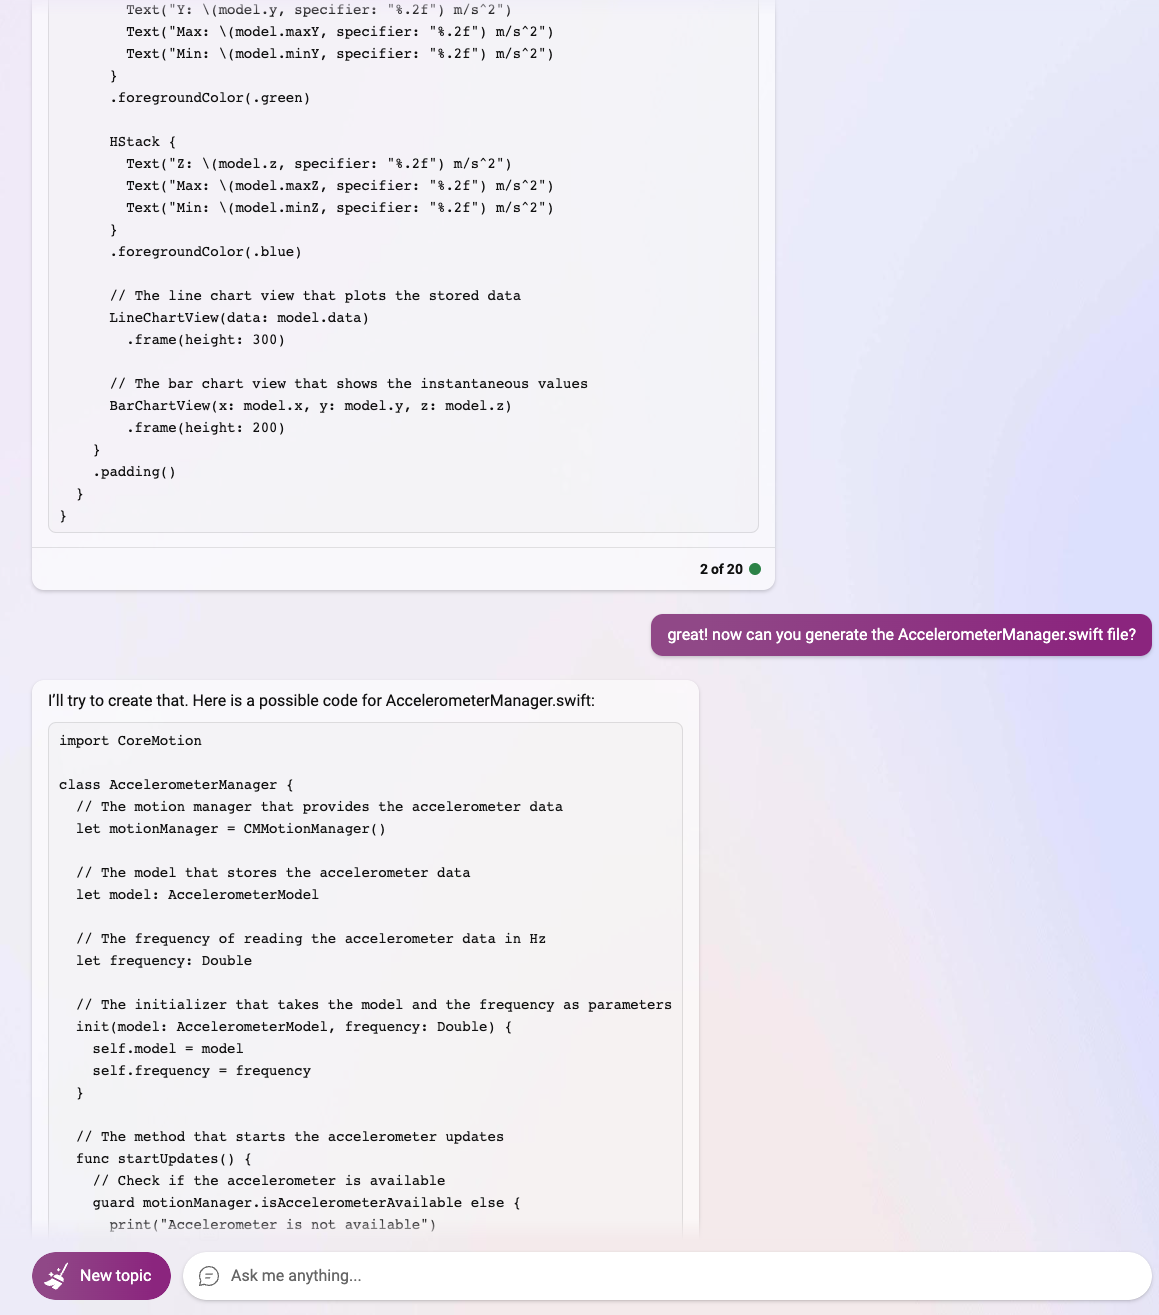 Text("Y: \(model.y, specifier: "%.2f") m/s^2")
Text("Max: \(model.maxY, specifier: "%.2f") m/s^2")
Text("Min: \(model.minY, specifier: "%.2f") m/s^2")
}
.foregroundColor(.green)
HStack {
Text("Z: \(model.z, specifier: "%.2f") m/s^2")
Text("Max: \(model.maxZ, specifier: "%.2f") m/s^2")
Text("Min: \(model.minZ, specifier: "%.2f") m/s^2")
}
.foregroundColor(.blue)
// The line chart view that plots the stored data
LineChartView(data: model.data)
.frame(height: 300)
// The bar chart view that shows the instantaneous values
BarChartView(x: model.x, y: model.y, z: model.z)
.frame(height: 200)
}
.padding()
}
}
2 of 20
great! now can you generate the AccelerometerManager.swift file?
I'll try to create that. Here is a possible code for AccelerometerManager.swift:
import CoreMotion
class AccelerometerManager {
// The motion manager that provides the accelerometer data
let motionManager = CMMotionManager()
// The model that stores the accelerometer data
let model: AccelerometerModel
// The frequency of reading the accelerometer data in Hz
let frequency: Double
// The initializer that takes the model and the frequency as parameters
init(model: AccelerometerModel, frequency: Double) {
self.model = model
self.frequency = frequency
}
// The method that starts the accelerometer updates
func startUpdates() {
// Check if the accelerometer is available
guard motionManager.isAccelerometerAvailable else {
print("Accelerometer is not available")
New topic
Ask me anything...